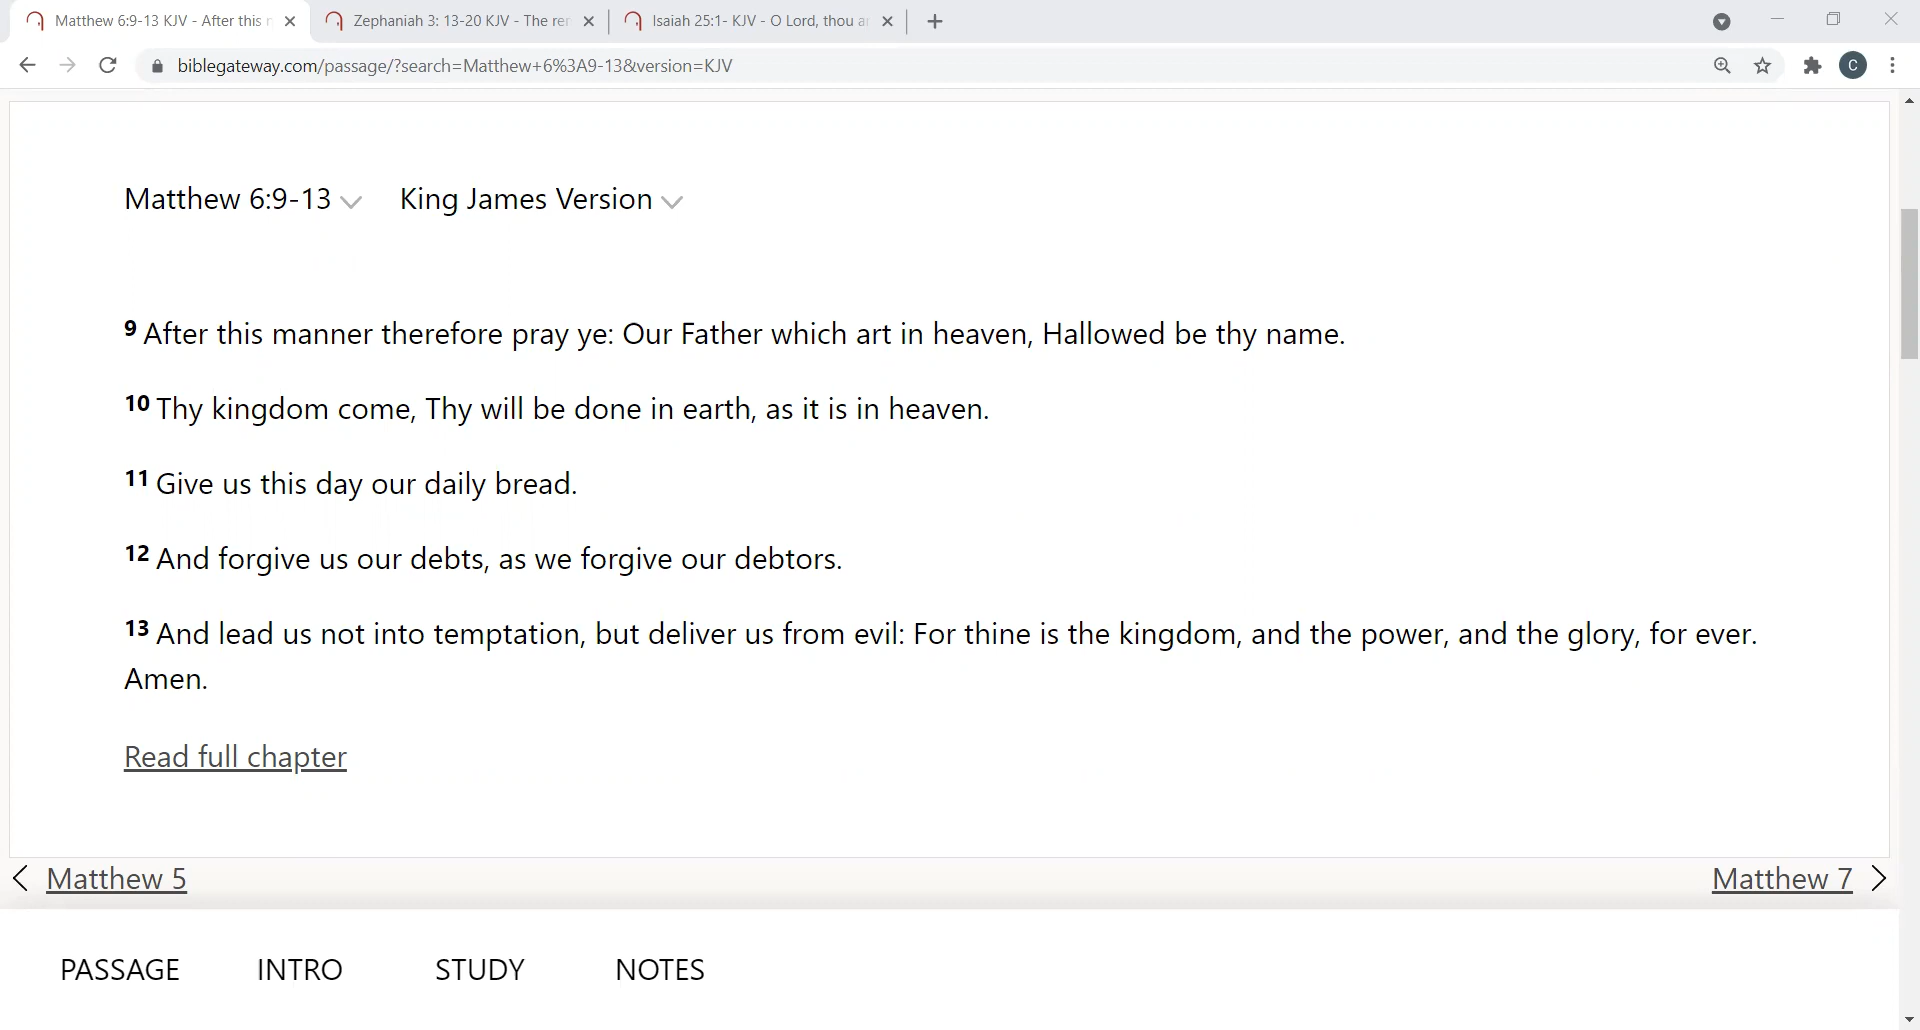 Matthew 6:9-13 KJV - After this
Zephaniah 3: 13-20 KJV - The
Isaiah 25:1- KJV - O Lord, thou
biblegateway.com/passage/?search=Matthew+6%3A9-13&version=KJV
C
Matthew 6:9-13 King James Version
9 After this manner therefore pray ye: Our Father which art in heaven, Hallowed be thy name.
10 Thy kingdom come, Thy will be done in earth, as it is in heaven.
11 Give us this day our daily bread.
12 And forgive us our debts, as we forgive our debtors.
13 And lead us not into temptation, but deliver us from evil: For thine is the kingdom, and the power, and the glory, for ever.
Amen.
Read full chapter
Matthew 5
Matthew 7
PASSAGE INTRO STUDY NOTES